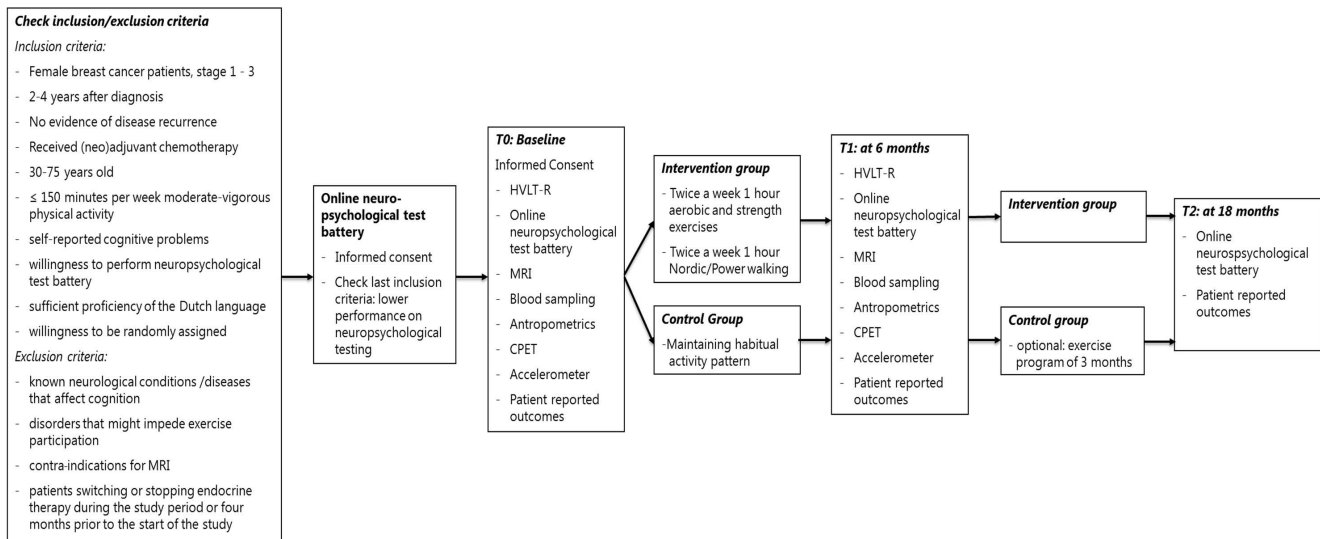 Check inclusion/exclusion criteria
Inclusion criteria:
- Female breast cancer patients, stage 1 - 3
- 2-4 years after diagnosis
- No evidence of disease recurrence
- Received (neo)adjuvant chemotherapy
- 30-75 years old
- ≤ 150 minutes per week moderate-vigorous
physical activity
- self-reported cognitive problems
- willingness to perform neuropsychological
test battery
- sufficient proficiency of the Dutch language
- willingness to be randomly assigned
Exclusion criteria:
- known neurological conditions /diseases
that affect cognition
- disorders that might impede exercise
participation
- contra-indications for MRI
- patients switching or stopping endocrine
therapy during the study period or four
months prior to the start of the study
Online neuro-
psychological test
battery
- Informed consent
- Check last inclusion
criteria: lower
performance on
neuropsychological
testing
T0: Baseline
Informed Consent
- HVLT-R
- Online
neuropsychological
test battery
- MRI
- Blood sampling
- Antropometrics
- CPET
- Accelerometer
- Patient reported
outcomes
Intervention group
- Twice a week 1 hour
aerobic and strength
exercises
- Twice a week 1 hour
Nordic/Power walking
Control Group
-Maintaining habitual
activity pattern
T1: at 6 months
- HVLT-R
- Online
neuropsychological
test battery
- MRI
- Blood sampling
- Antropometrics
- CPET
- Accelerometer
- Patient reported
outcomes
Intervention group
Control group
- optional: exercise
program of 3 months
T2: at 18 months
- Online
neurospychological
test battery
- Patient reported
outcomes